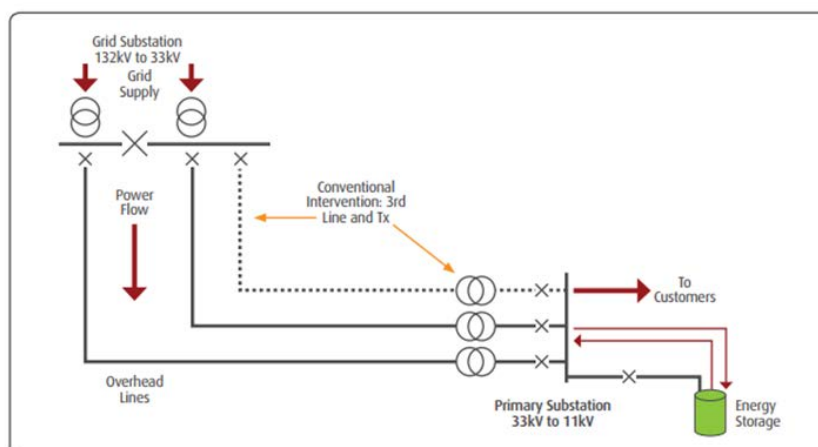 Grid Substation
132kV to 33kV
Grid
Supply
Power
Flow
Conventional
Intervention: 3rd
Line and Tx
To
Customers
Overhead
Lines
Primary Substation
33kV to 11kV
Energy
Storage